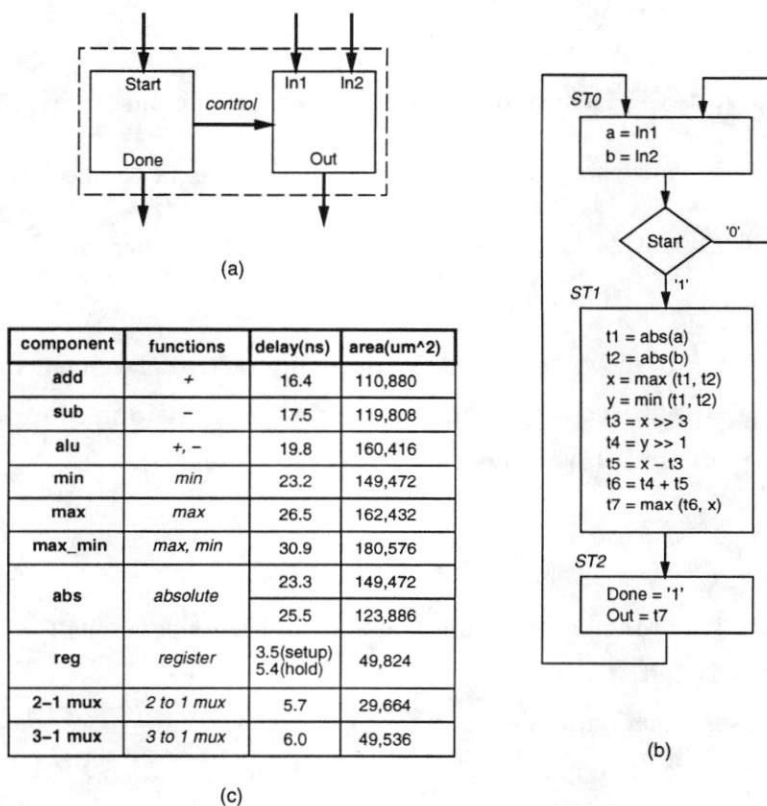 Start
In1 In2
control
Done
Out
(a)
ST0
a = In1
b = In2
Start
'0'
'1'
ST1
t1 = abs(a)
t2 = abs(b)
x = max (t1, t2)
y = min (t1, t2)
t3 = x >> 3
t4 = y >> 1
t5 = x - t3
t6 = t4 + t5
t7 = max (t6, x)
ST2
Done = '1'
Out = t7
(b)
component functions delay(ns) area(um^2)
add + 16.4 110,880
sub − 17.5 119,808
alu +, − 19.8 160,416
min min 23.2 149,472
max max 26.5 162,432
max_min max, min 30.9 180,576
abs absolute 23.3 149,472
25.5 123,886
reg register 3.5(setup) 49,824
5.4(hold)
2−1 mux 2 to 1 mux 5.7 29,664
3−1 mux 3 to 1 mux 6.0 49,536
(c)